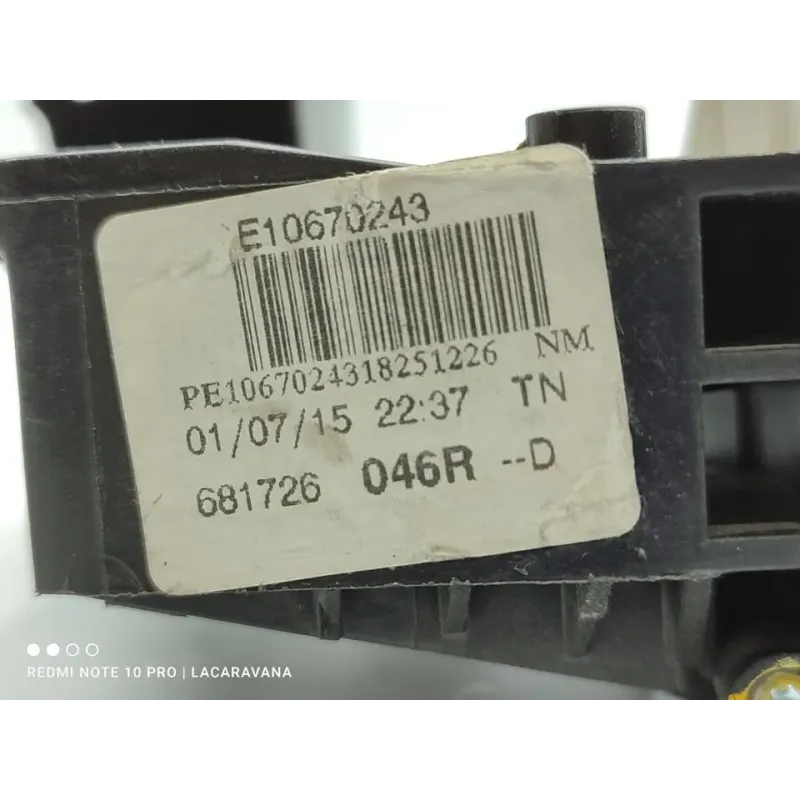 E10670243
PE1067024318251226 NM
01/07/15 22:37 TN
681726 046R --D
REDMI NOTE 10 PRO | LACARAVANA